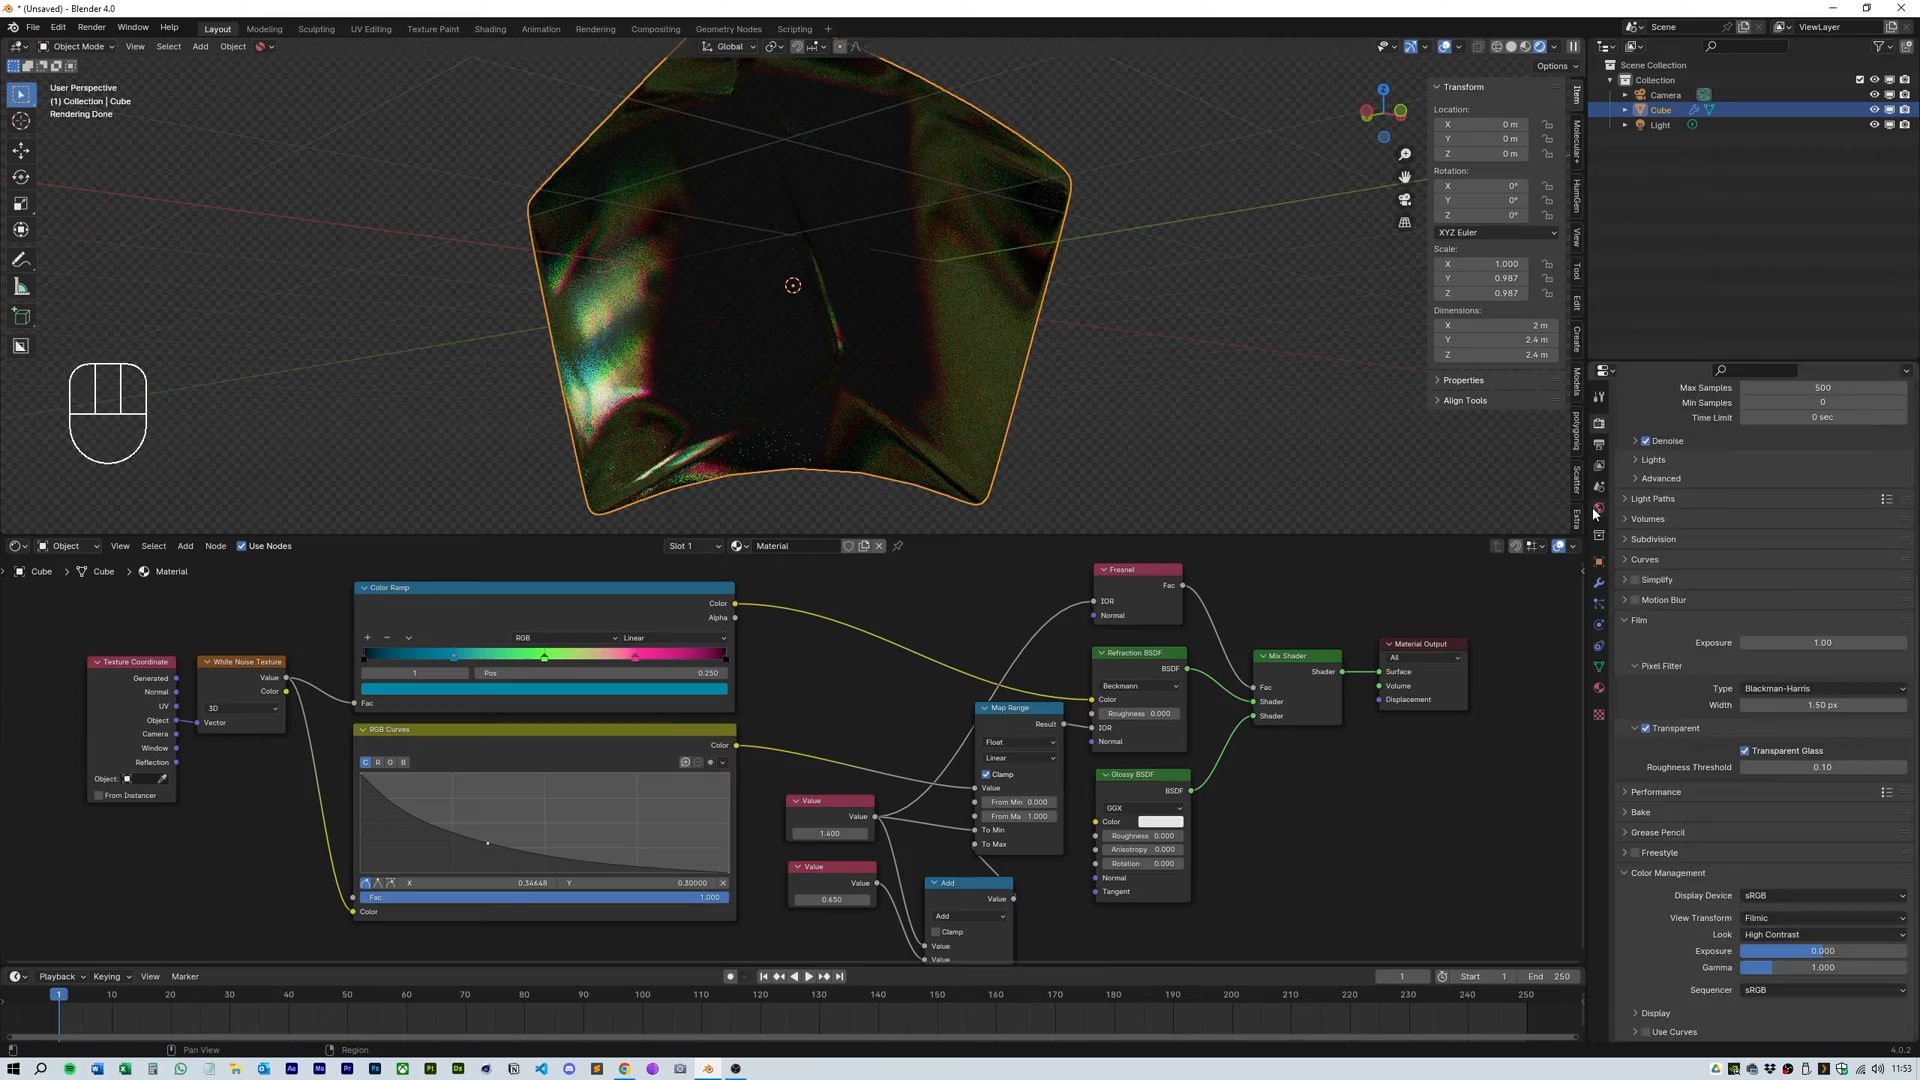 * (Unsaved) - Blender 4.0
File Edit Render Window Help
Layout Modeling Sculpting UV Editing Texture Paint Shading Animation Rendering Compositing Geometry Nodes Scripting
Scene ViewLayer
Object Mode View Select Add Object Global
Options
User Perspective
(1) Collection | Cube
Rendering Done
Transform
Location:
X 0 m
Y 0 m
Z 0 m
Rotation:
X 0°
Y 0°
Z 0°
XYZ Euler
Scale:
X 1.000
Y 0.987
Z 0.987
Dimensions:
X 2 m
Y 2.4 m
Z 2.4 m
Properties
Align Tools
Item
Molecular+
HumGen
View
Tool
Edit
Create
Models
polygoniq
Scatter
Extra
Scene Collection
Collection
Camera
Cube
Light
Max Samples 500
Min Samples 0
Time Limit 0 sec
Denoise
Lights
Advanced
Light Paths
Volumes
Subdivision
Curves
Simplify
Motion Blur
Film
Exposure 1.00
Pixel Filter
Type Blackman-Harris
Width 1.50 px
Transparent
Transparent Glass
Roughness Threshold 0.10
Performance
Bake
Grease Pencil
Freestyle
Color Management
Display Device sRGB
View Transform Filmic
Look High Contrast
Exposure 0.000
Gamma 1.000
Sequencer sRGB
Display
Use Curves
Object View Select Add Node Use Nodes Slot 1 Material
Cube Cube Material
Texture Coordinate
Generated
Normal
UV
Object
Camera
Window
Reflection
Object:
From Instancer
White Noise Texture
Value
Color
3D
Vector
Color Ramp
Color
Alpha
RGB Linear
1 Pos 0.250
Fac
RGB Curves
Color
C R G B
X 0.34648 Y 0.30000
Fac 1.000
Color
Value
Value
1.400
Value
Value
0.650
Add
Value
Add
Clamp
Value
Value
Map Range
Result
Float
Linear
Clamp
Value
From Min 0.000
From Ma 1.000
To Min
To Max
Fresnel
Fac
IOR
Normal
Refraction BSDF
BSDF
Beckmann
Color
Roughness 0.000
IOR
Normal
Glossy BSDF
BSDF
GGX
Color
Roughness 0.000
Anisotropy 0.000
Rotation 0.000
Normal
Tangent
Mix Shader
Shader
Fac
Shader
Shader
Material Output
All
Surface
Volume
Displacement
Playback Keying View Marker 1 Start 1 End 250
1 10 20 30 40 50 60 70 80 90 100 110 120 130 140 150 160 170 180 190 200 210 220 230 240 250
Pan View Region 4.0.2
11:53